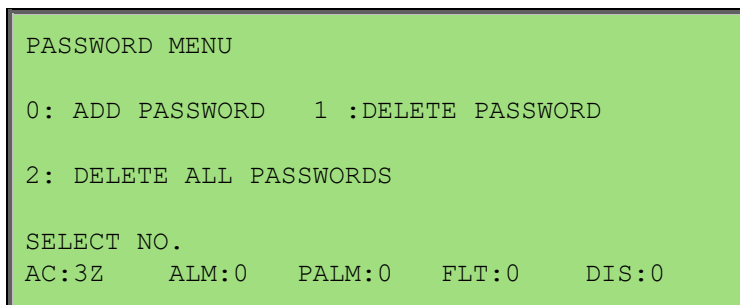 PASSWORD MENU
0: ADD PASSWORD 1 :DELETE PASSWORD
2: DELETE ALL PASSWORDS
SELECT NO.
AC:3Z ALM:0 PALM:0 FLT:0 DIS:0